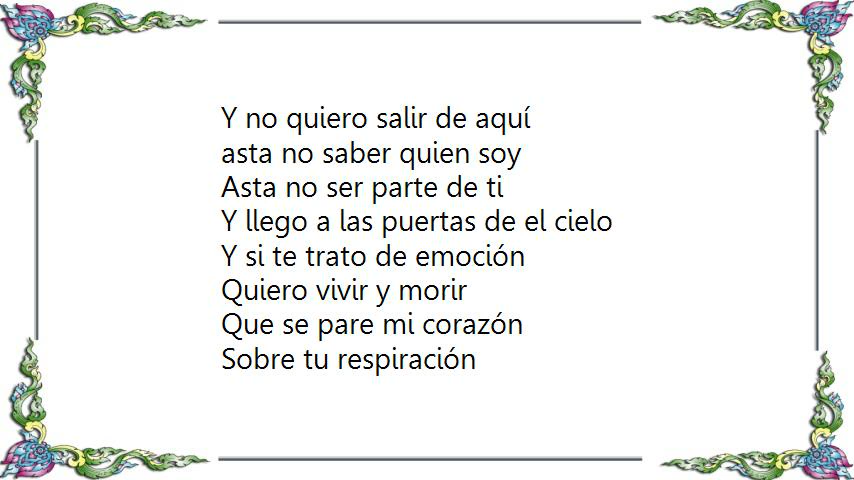 Y no quiero salir de aquí
asta no saber quien soy
Asta no ser parte de ti
Y llego a las puertas de el cielo
Y si te trato de emoción
Quiero vivir y morir
Que se pare mi corazón
Sobre tu respiración